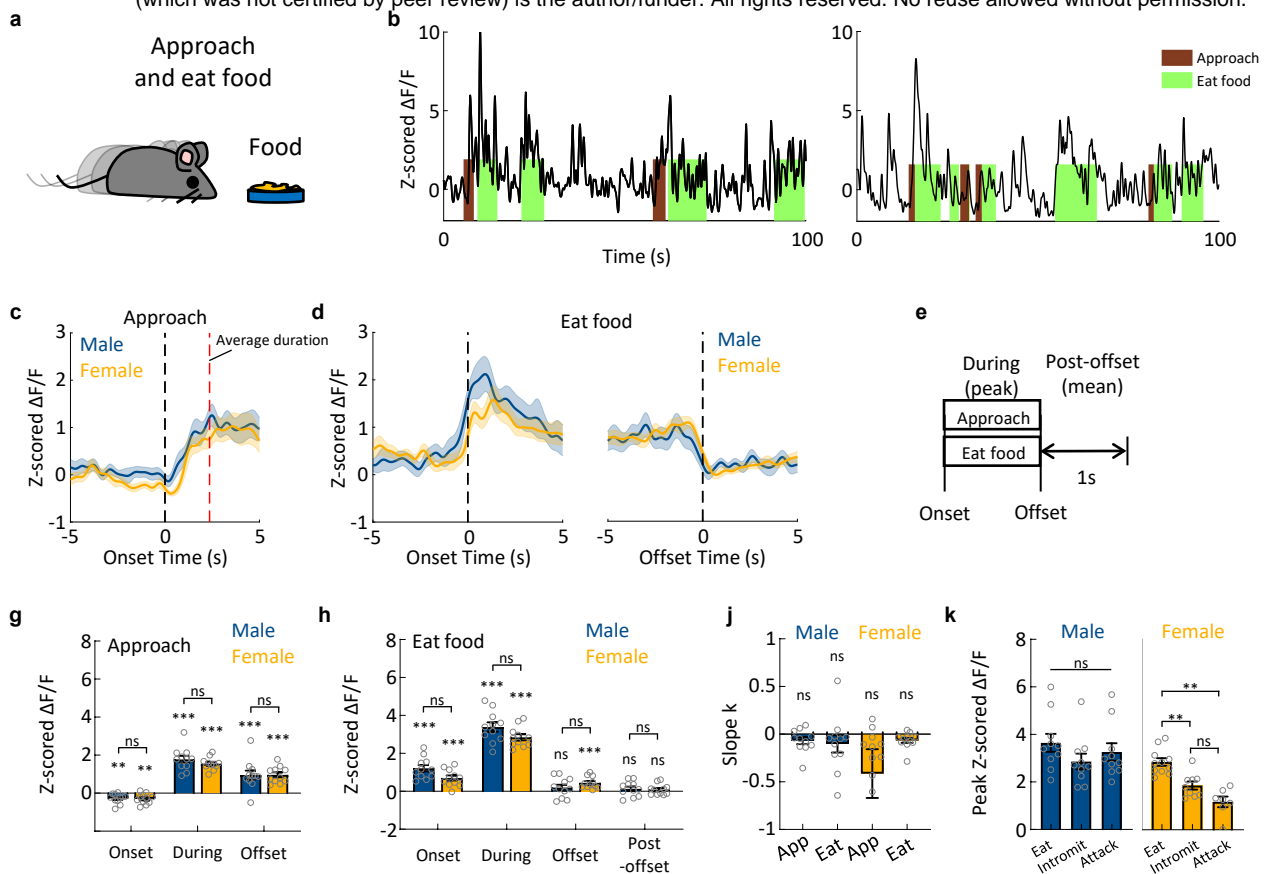 (which was not certified by peer review) is the author/funder. All rights reserved. No reuse allowed without permission.
a
Approach
and eat food
Food
b
Z-scored ΔF/F
10
5
0
0
100
Time (s)
10
5
0
0
100
Approach
Eat food
c
Approach
Male
Female
Average duration
Z-scored ΔF/F
3
2
1
0
-1
-5
0
5
Onset Time (s)
d
Eat food
Male
Female
Z-scored ΔF/F
3
2
1
0
-1
-5
0
5
Onset Time (s)
-5
0
5
Offset Time (s)
e
During
(peak)
Post-offset
(mean)
Approach
Eat food
1s
Onset
Offset
g
Approach
Male
Female
Z-scored ΔF/F
8
6
4
2
0
ns
** **
ns
*** ***
ns
*** ***
Onset
During
Offset
h
Eat food
Male
Female
Z-scored ΔF/F
8
6
4
2
0
-2
ns
*** ***
ns
*** ***
ns
ns ***
ns
ns ns
Onset
During
Offset
Post
-offset
j
Male
Female
Slope k
1
0.5
0
-0.5
-1
ns
ns
ns
ns
App
Eat
App
Eat
k
Male
Female
Peak Z-scored ΔF/F
8
6
4
2
0
ns
**
**
ns
Eat
Intromit
Attack
Eat
Intromit
Attack